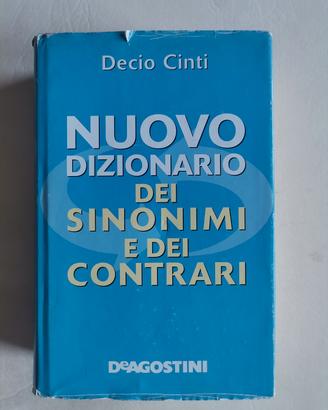 Decio Cinti
NUOVO
DIZIONARIO
DEI
SINONIMI
E DEI
CONTRARI
DEAGOSTINI